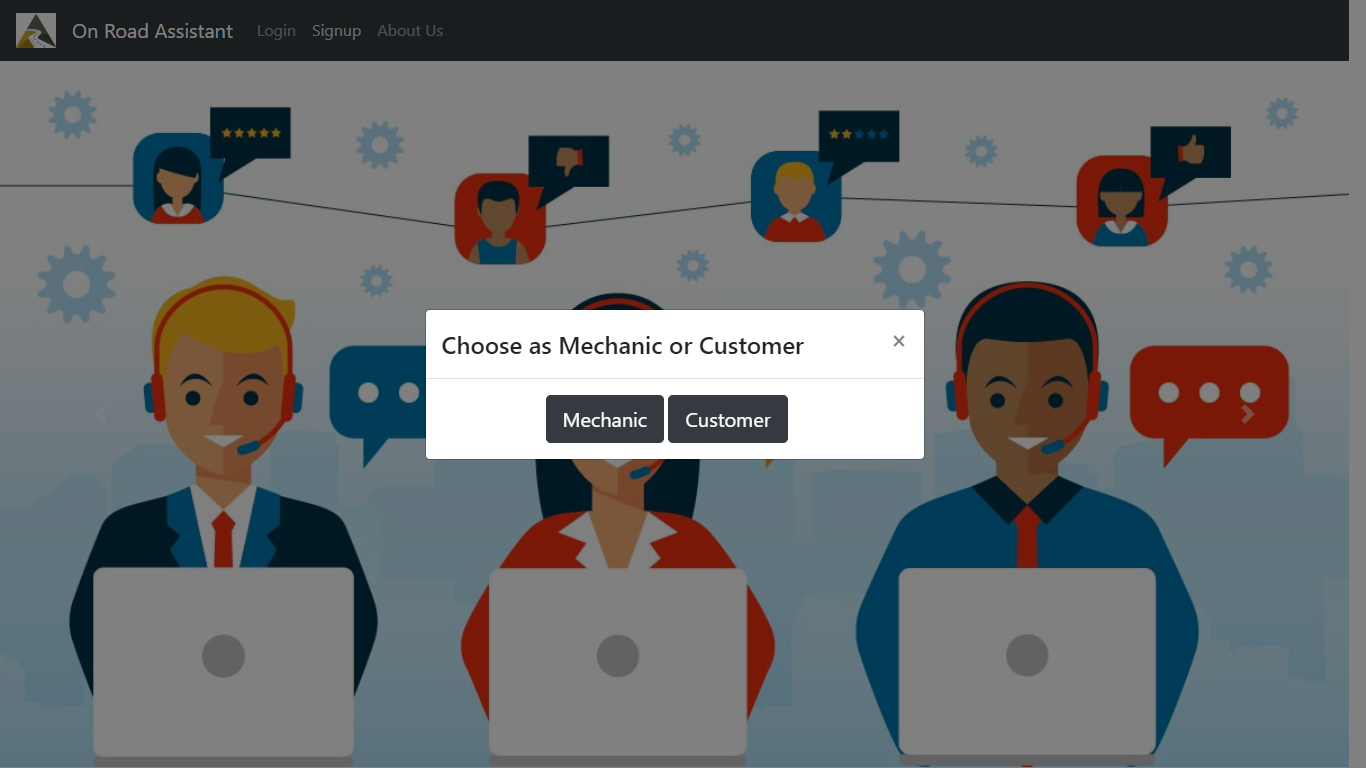 On Road Assistant Login Signup About Us
Choose as Mechanic or Customer ×
Mechanic Customer